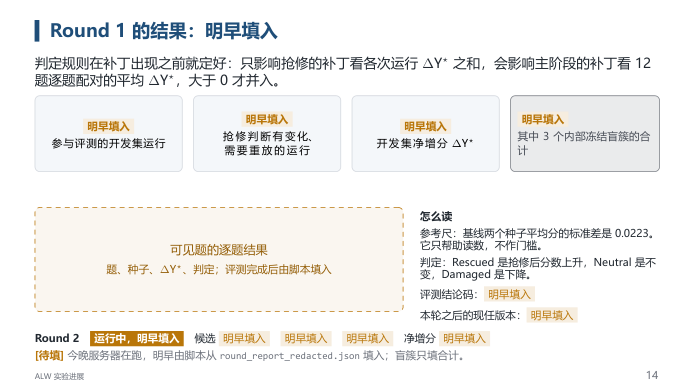 Round 1 的结果：明早填入
判定规则在补丁出现之前就定好：只影响抢修的补丁看各次运行 ΔY* 之和，会影响主阶段的补丁看 12
题逐题配对的平均 ΔY*，大于 0 才并入。
明早填入
参与评测的开发集运行
明早填入
抢修判断有变化、
需要重放的运行
明早填入
开发集净增分 ΔY*
明早填入
其中 3 个内部冻结盲簇的合
计
可见题的逐题结果
题、种子、ΔY*、判定；评测完成后由脚本填入
怎么读
参考尺：基线两个种子平均分的标准差是 0.0223。
它只帮助读数，不作门槛。
判定：Rescued 是抢修后分数上升，Neutral 是不
变，Damaged 是下降。
评测结论码： 明早填入
本轮之后的现任版本： 明早填入
Round 2 运行中，明早填入 候选 明早填入 明早填入 明早填入 净增分 明早填入
[待填] 今晚服务器在跑，明早由脚本从 round_report_redacted.json 填入；盲簇只填合计。
ALW 实验进展
14